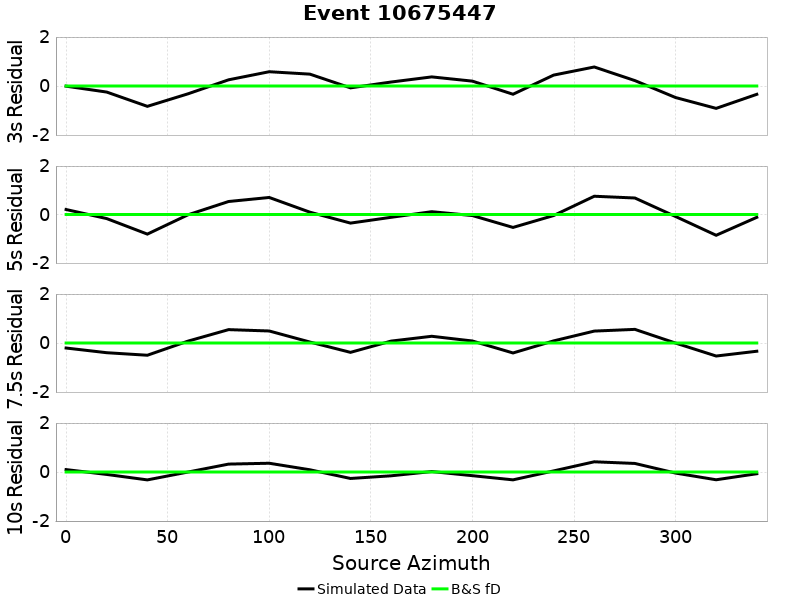 Event 10675447
3s Residual
2
0
-2
5s Residual
2
0
-2
7.5s Residual
2
0
-2
10s Residual
2
0
-2
0 50 100 150 200 250 300
Source Azimuth
Simulated Data B&S fD